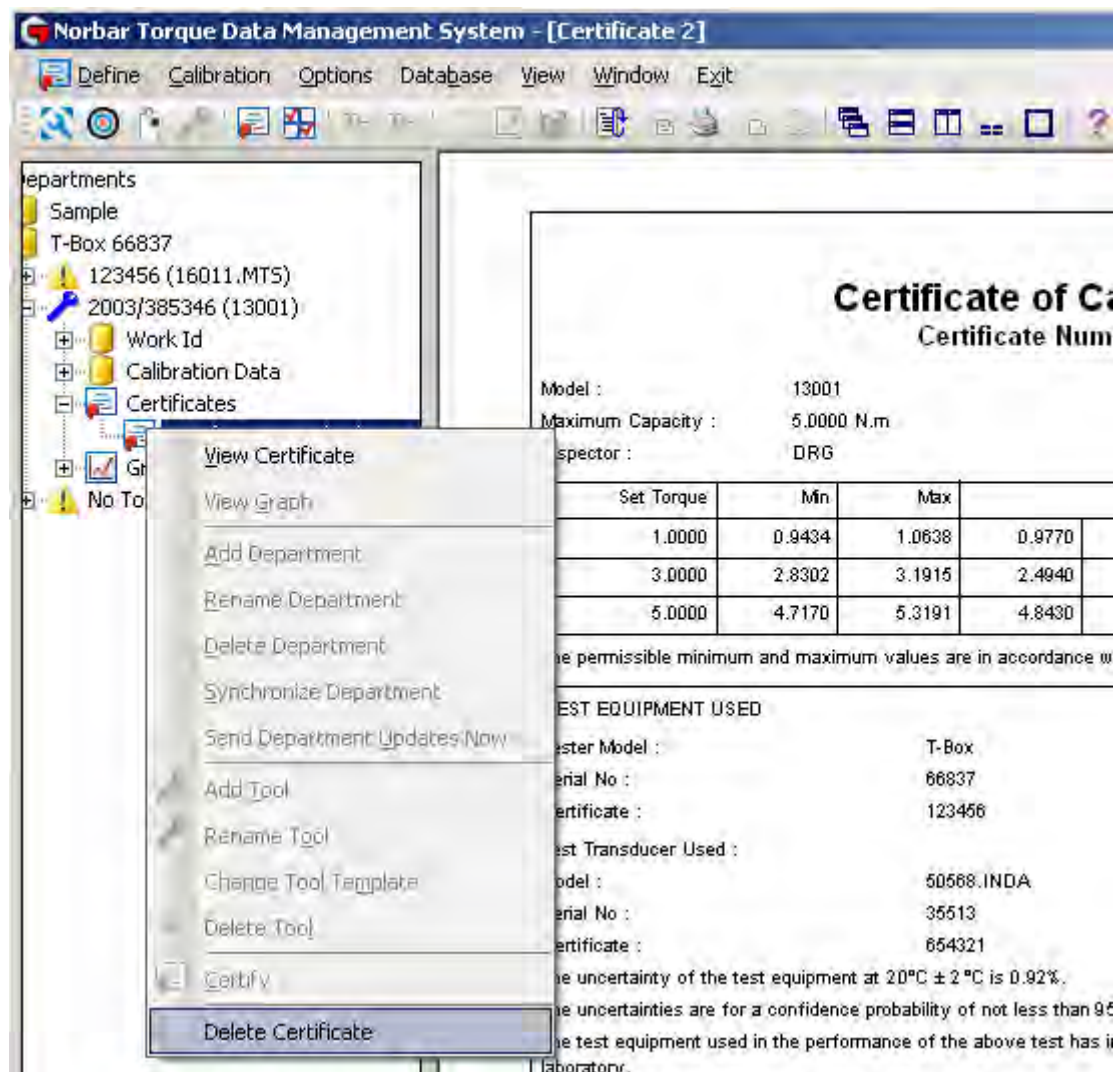 Norbar Torque Data Management System - [Certificate 2]
Define Calibration Options Database View Window Exit
epartments
Sample
T-Box 66837
123456 (16011.MTS)
2003/385346 (13001)
Work Id
Calibration Data
Certificates
Gr
No To
View Certificate
View Graph
Add Department
Rename Department
Delete Department
Synchronize Department
Send Department Updates Now
Add Tool
Rename Tool
Change Tool Template
Delete Tool
Certify
Delete Certificate
Certificate of Ca
Certificate Num
Model : 13001
Maximum Capacity : 5.0000 N.m
spector : DRG
Set Torque Min Max
1.0000 0.9434 1.0638 0.9770
3.0000 2.8302 3.1915 2.4940
5.0000 4.7170 5.3191 4.8430
he permissible minimum and maximum values are in accordance w
EST EQUIPMENT USED
ester Model : T-Box
erial No : 66837
ertificate : 123456
est Transducer Used :
odel : 50568.INDA
erial No : 35513
ertificate : 654321
he uncertainty of the test equipment at 20°C ± 2 °C is 0.92%.
he uncertainties are for a confidence probability of not less than 95
he test equipment used in the performance of the above test has i
laboratory.